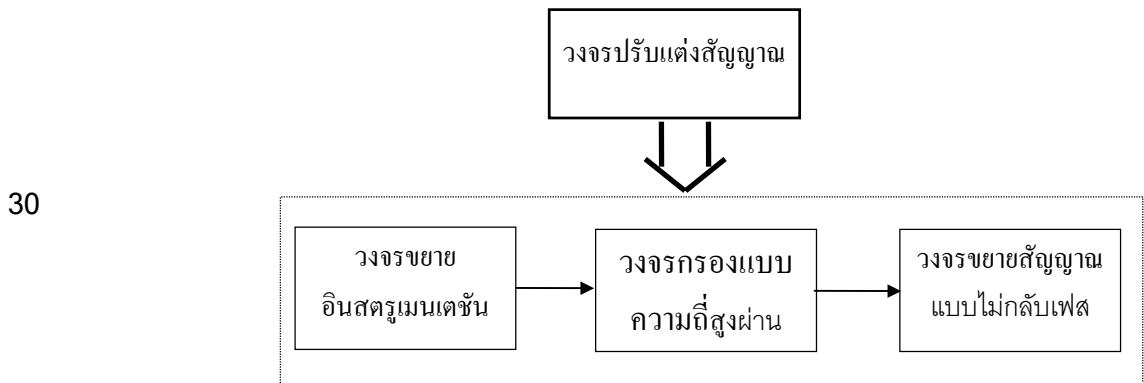 วงจรปรับแต่งสัญญาณ
30
วงจรขยาย
อินสตรูเมนเตชัน
วงจรกรองแบบ
ความถี่สูงผ่าน
วงจรขยายสัญญาณ
แบบไม่กลับเฟส